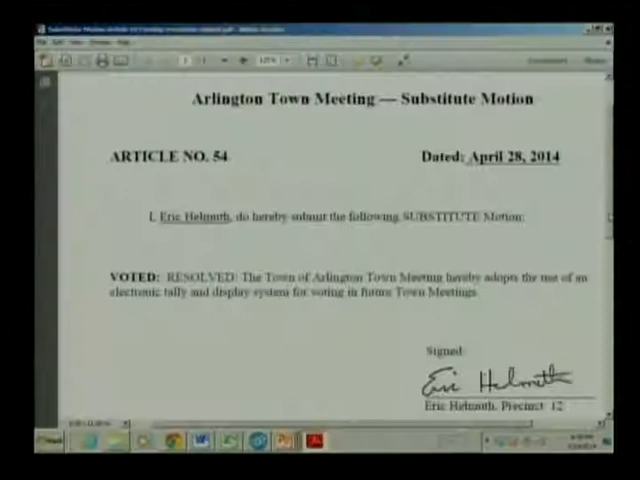 Arlington Town Meeting — Substitute Motion
ARTICLE NO. 54
Dated: April 28, 2014
I, Eric Helmuth, do hereby submit the following SUBSTITUTE Motion:
VOTED: RESOLVED: The Town of Arlington Town Meeting hereby adopts the use of an
electronic tally and display system for voting in future Town Meetings.
Signed:
Eric Helmuth
Eric Helmuth, Precinct 12